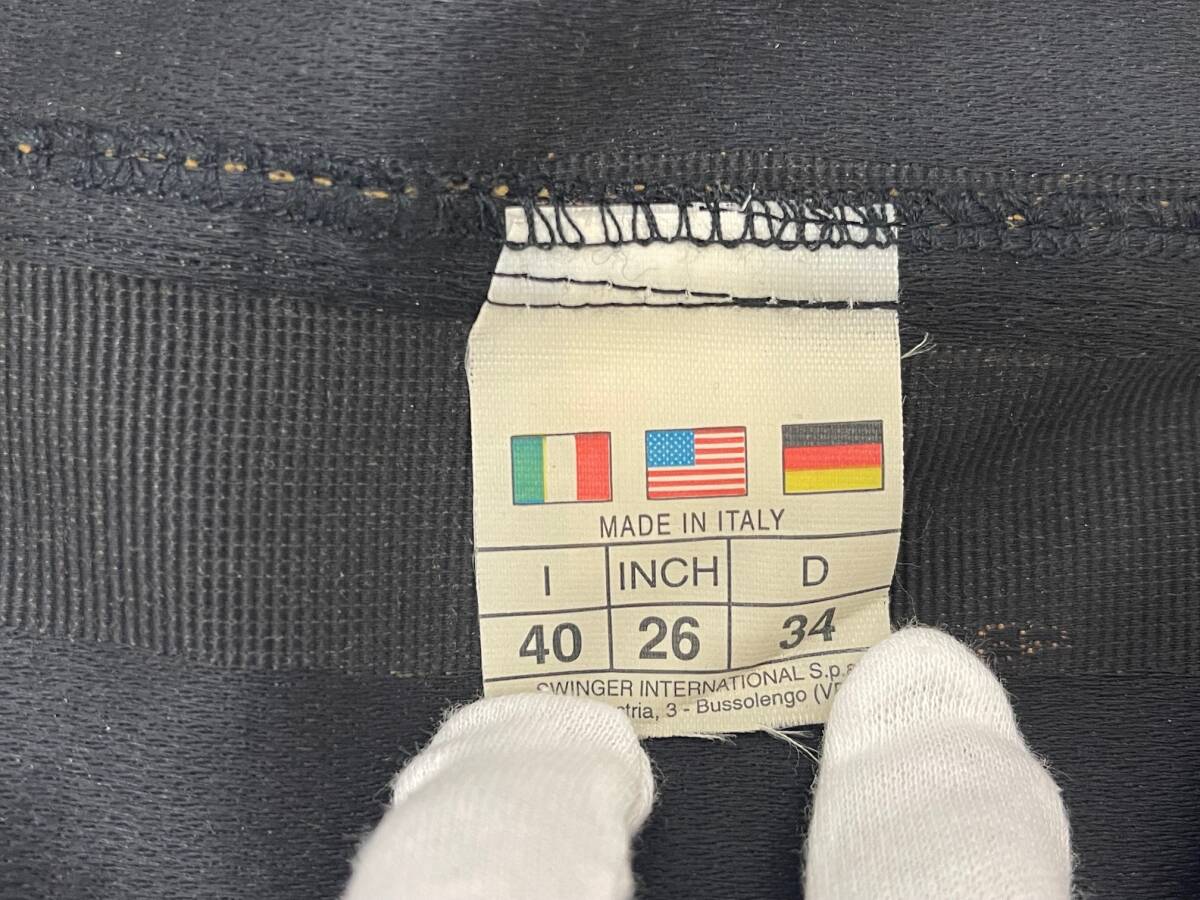 MADE IN ITALY
I INCH D
40 26 34
SWINGER INTERNATIONAL S.p.a
3 - Bussolengo